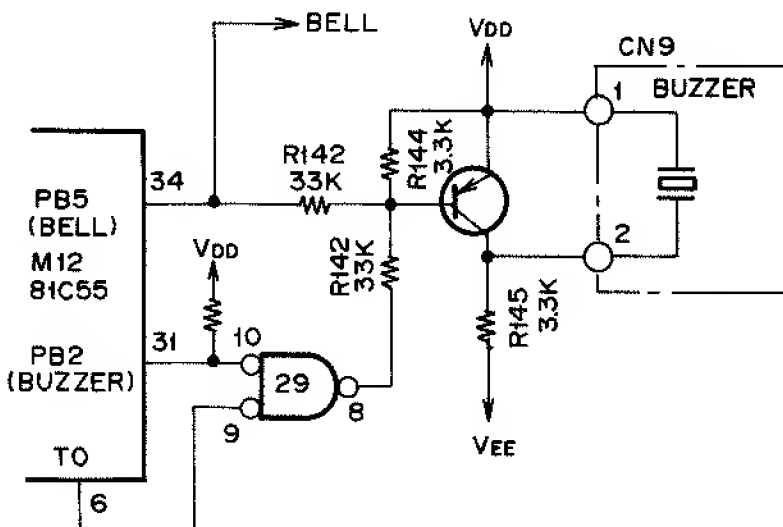 BELL
VDD
CN9
BUZZER
1
R142
33K
R144
3.3K
34
PB5
(BELL)
M12
81C55
VDD
2
R142
33K
R145
3.3K
31
10
PB2
(BUZZER)
29
8
9
VEE
TO
6